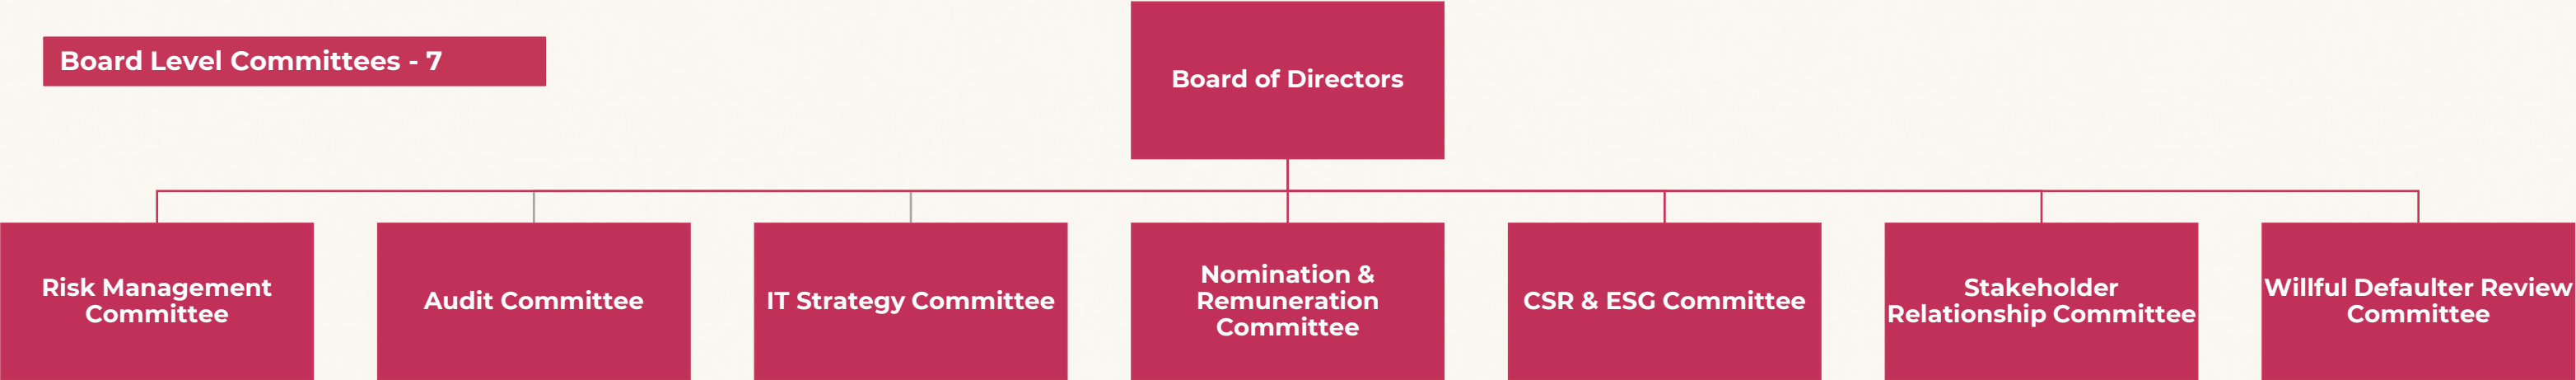 Board Level Committees - 7
Board of Directors
Risk Management
Committee
Audit Committee
IT Strategy Committee
Nomination &
Remuneration
Committee
CSR & ESG Committee
Stakeholder
Relationship Committee
Willful Defaulter Review
Committee